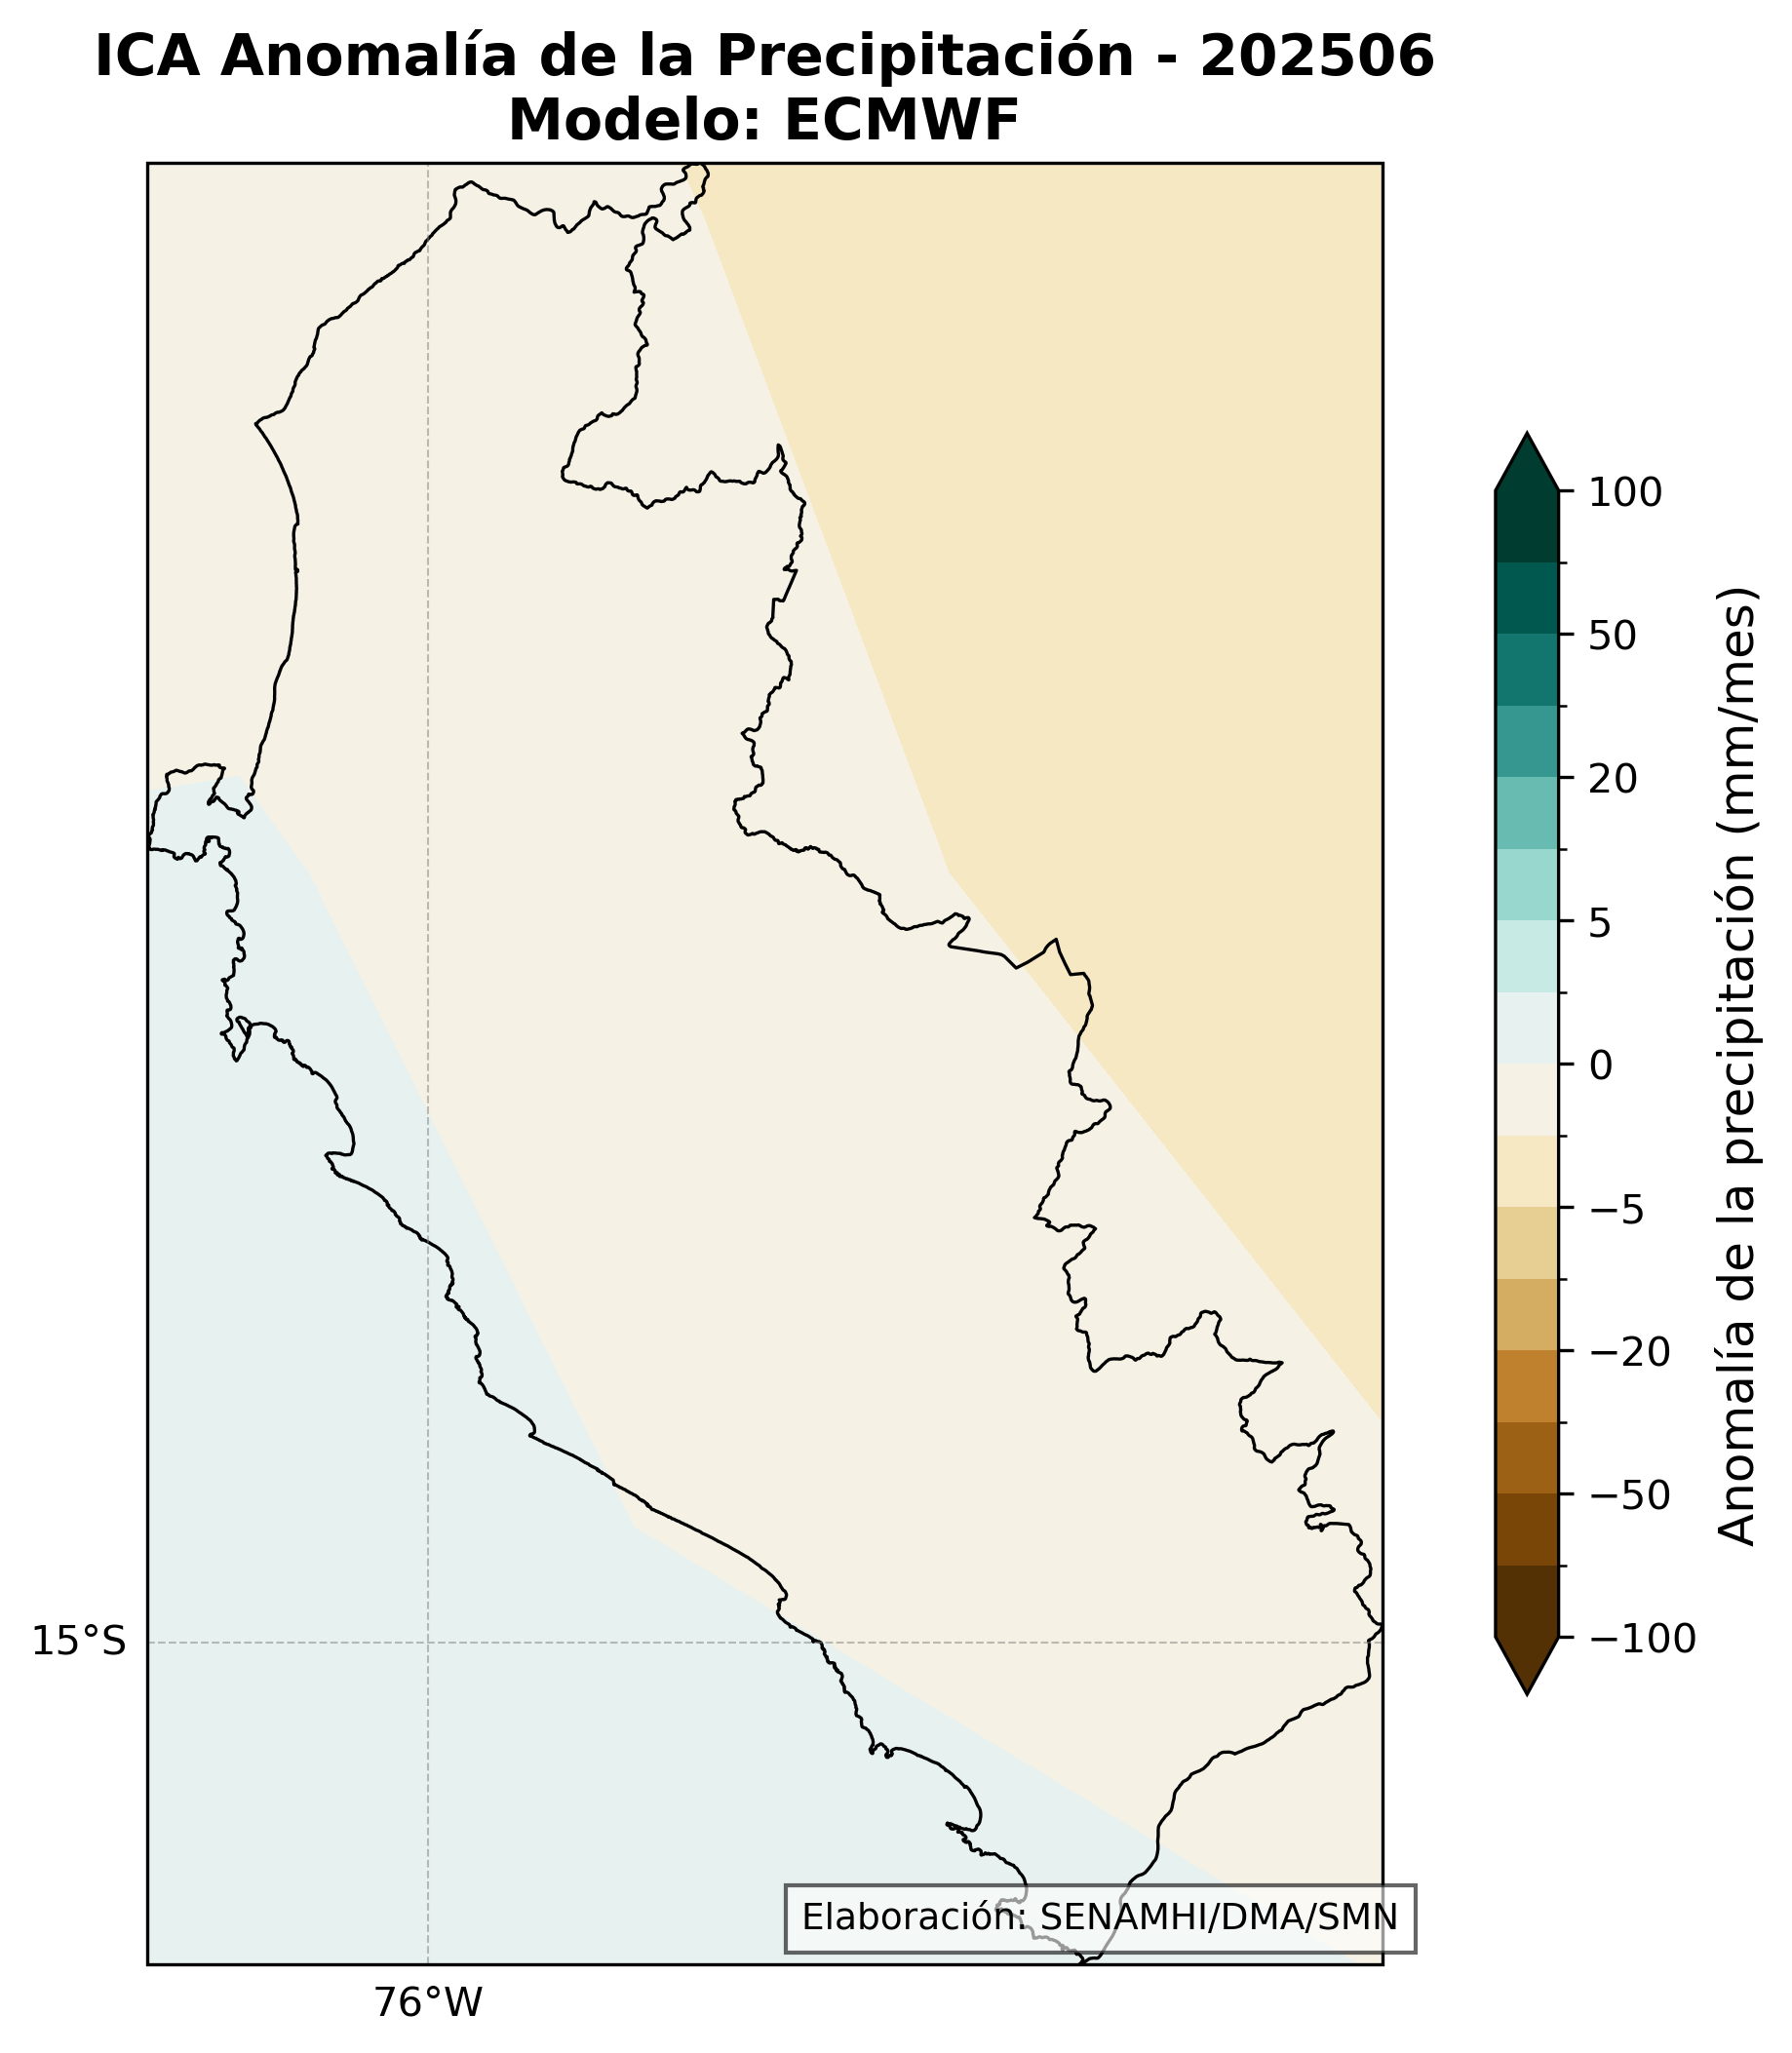 ICA Anomalía de la Precipitación - 202506
Modelo: ECMWF
100
50
20
5
0
−5
−20
−50
−100
Anomalía de la precipitación (mm/mes)
15°S
76°W
Elaboración: SENAMHI/DMA/SMN